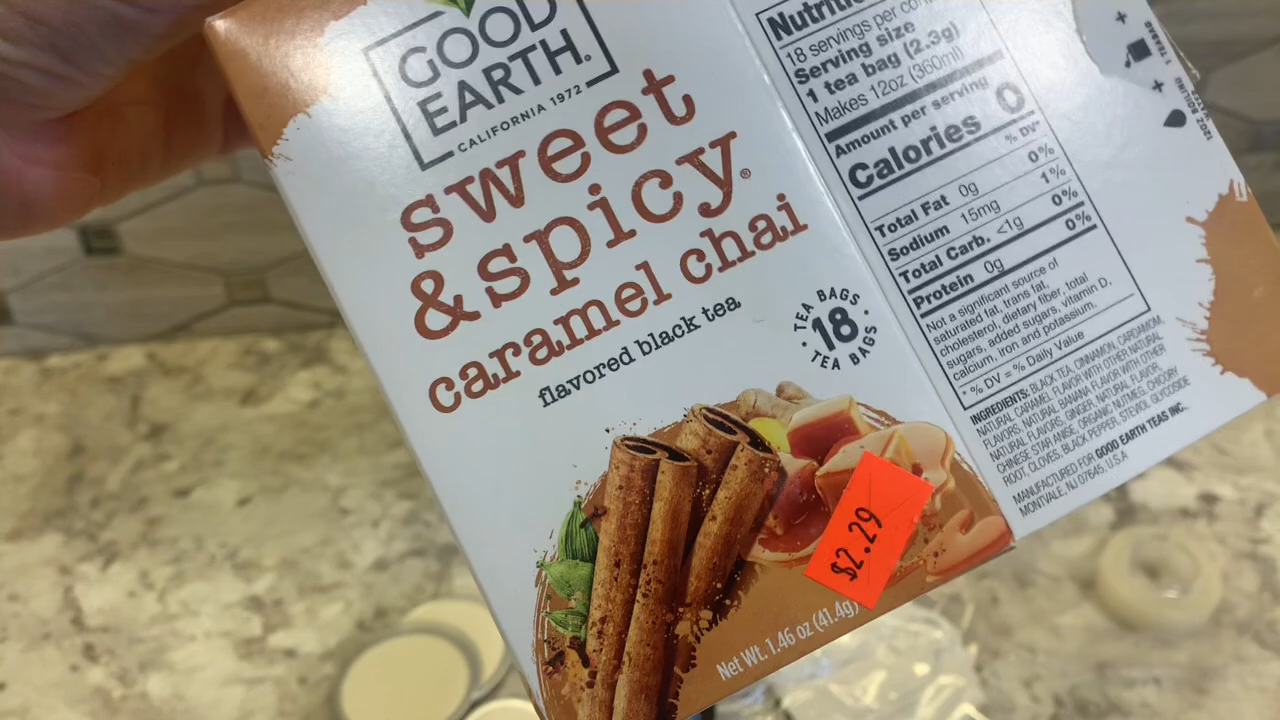 GOOD
EARTH®
CALIFORNIA 1972
sweet
& spicy®
caramel chai
flavored black tea
TEA BAGS
18
TEA BAGS
$2.29
Net Wt. 1.46 oz (41.4g)
18 servings per
Serving size
1 tea bag (2.3g)
Makes 12oz (360ml)
Amount per serving
Calories 0
% DV*
Total Fat 0g 0%
Sodium 15mg 1%
Total Carb. <1g 0%
Protein 0g 0%
Not a significant source of
saturated fat, trans fat,
cholesterol, dietary fiber, total
sugars, added sugars, vitamin D,
calcium, iron and potassium.
* % DV = % Daily Value
INGREDIENTS: BLACK TEA, CINNAMON, CARDAMOM,
NATURAL CARAMEL FLAVOR WITH OTHER NATURAL
FLAVORS, NATURAL BANANA FLAVOR WITH OTHER
NATURAL FLAVORS, GINGER, NATURAL FLAVOR,
CHINESE STAR ANISE, ORGANIC NUTMEG, CHICORY
ROOT, CLOVES, BLACK PEPPER, STEVIOL GLYCOSIDE
MANUFACTURED FOR GOOD EARTH TEAS INC.
MONTVALE, NJ 07645, U.S.A
+ 1 TEABAG
+
12OZ BOILING